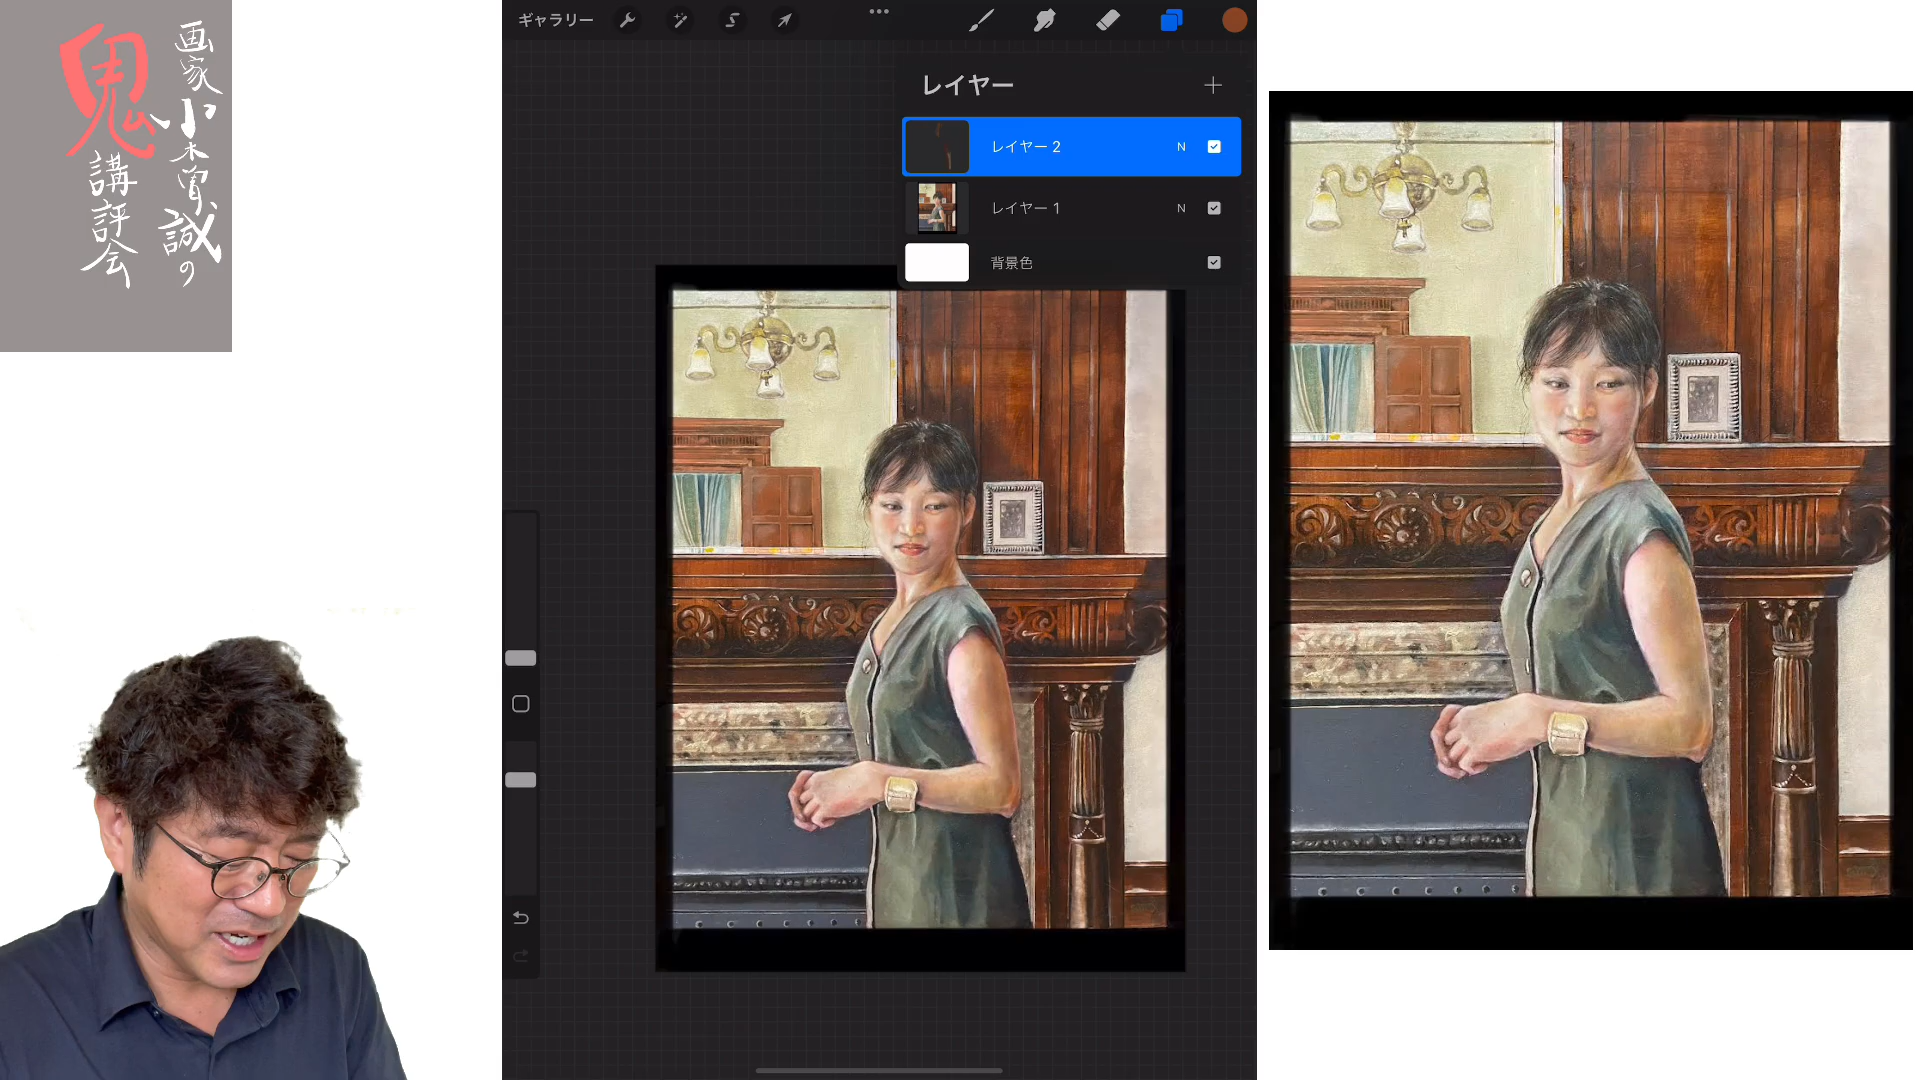 画家小木曽誠の
鬼
講評会
ギャラリー
レイヤー
レイヤー 2
N
レイヤー 1
N
背景色